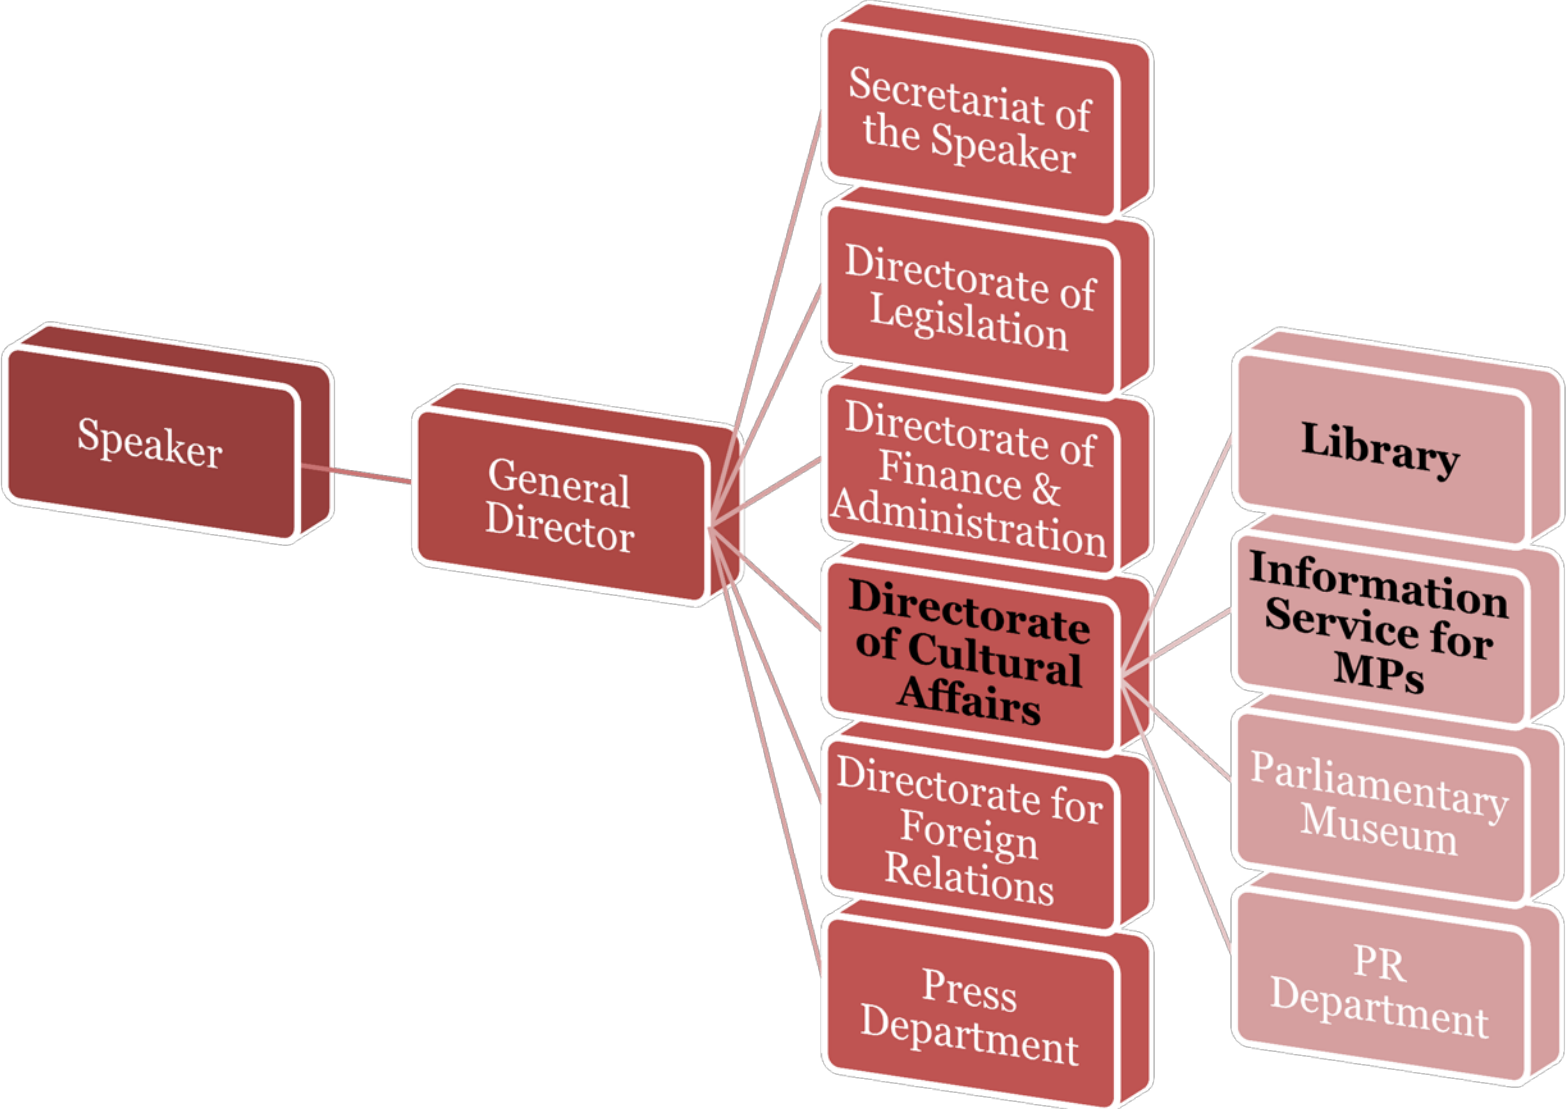 Speaker
General
Director
Secretariat of
the Speaker
Directorate of
Legislation
Directorate of
Finance &
Administration
Directorate
of Cultural
Affairs
Directorate for
Foreign
Relations
Press
Department
Library
Information
Service for
MPs
Parliamentary
Museum
PR
Department